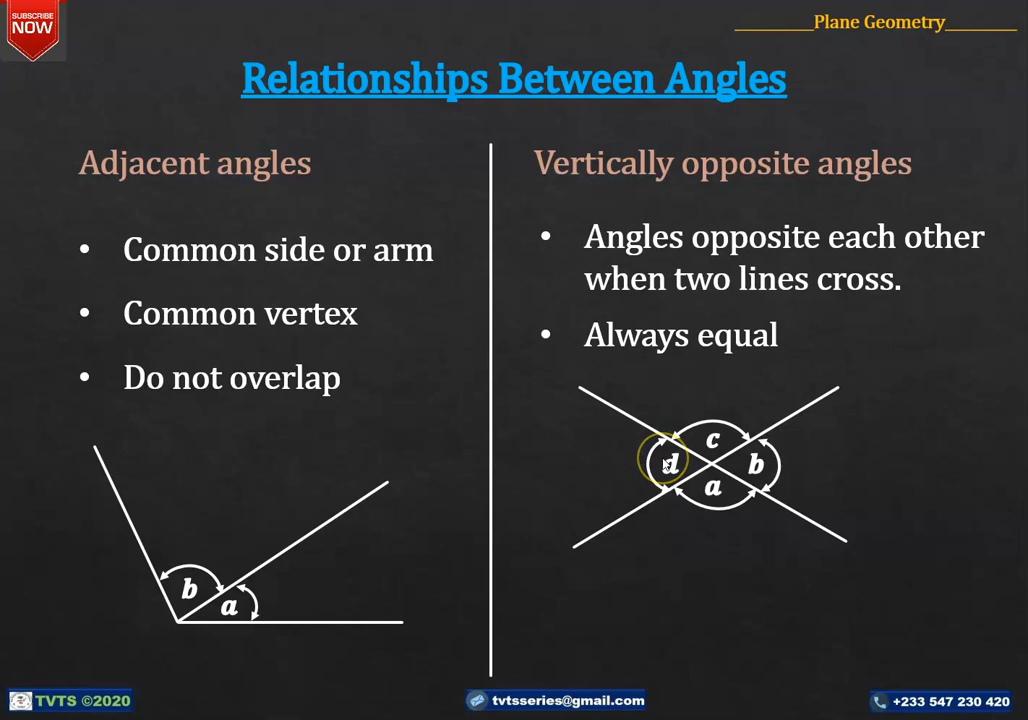 SUBSCRIBE
NOW
Plane Geometry
Relationships Between Angles
Adjacent angles
• Common side or arm
• Common vertex
• Do not overlap
b
a
Vertically opposite angles
• Angles opposite each other
when two lines cross.
• Always equal
c
d
b
a
TVTS ©2020
tvtsseries@gmail.com
+233 547 230 420